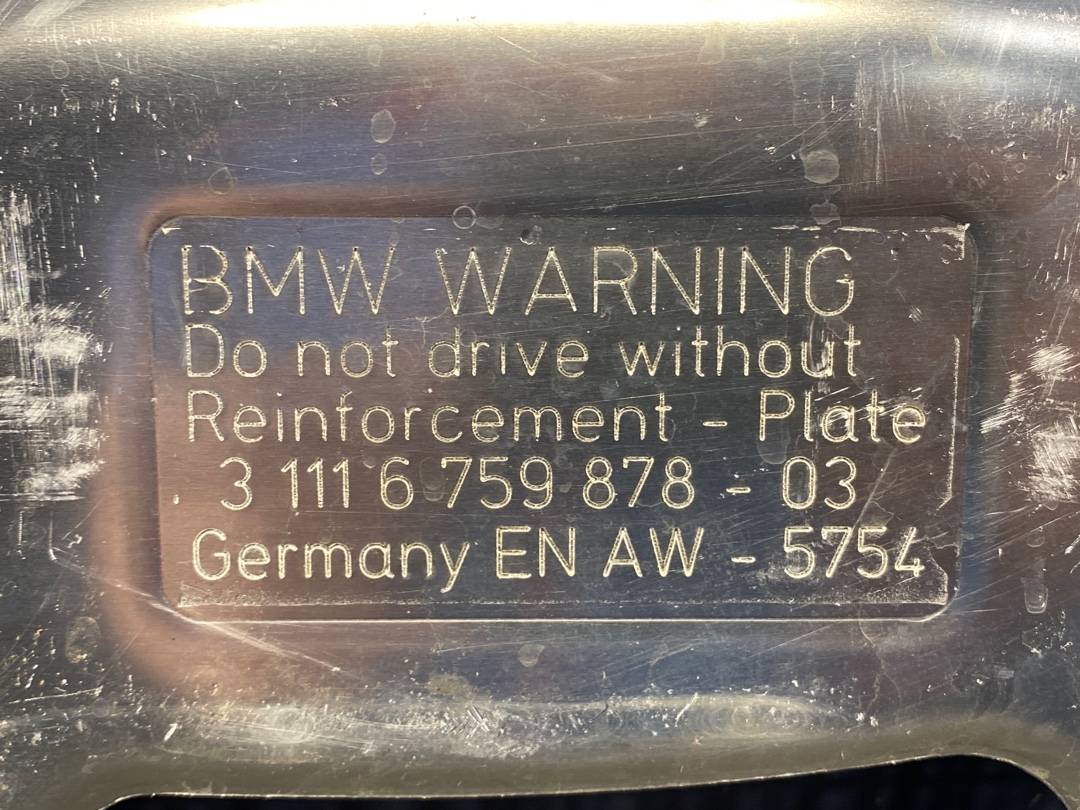 BMW WARNING
Do not drive without
Reinforcement - Plate
3 111 6 759 878 - 03
Germany EN AW - 5754